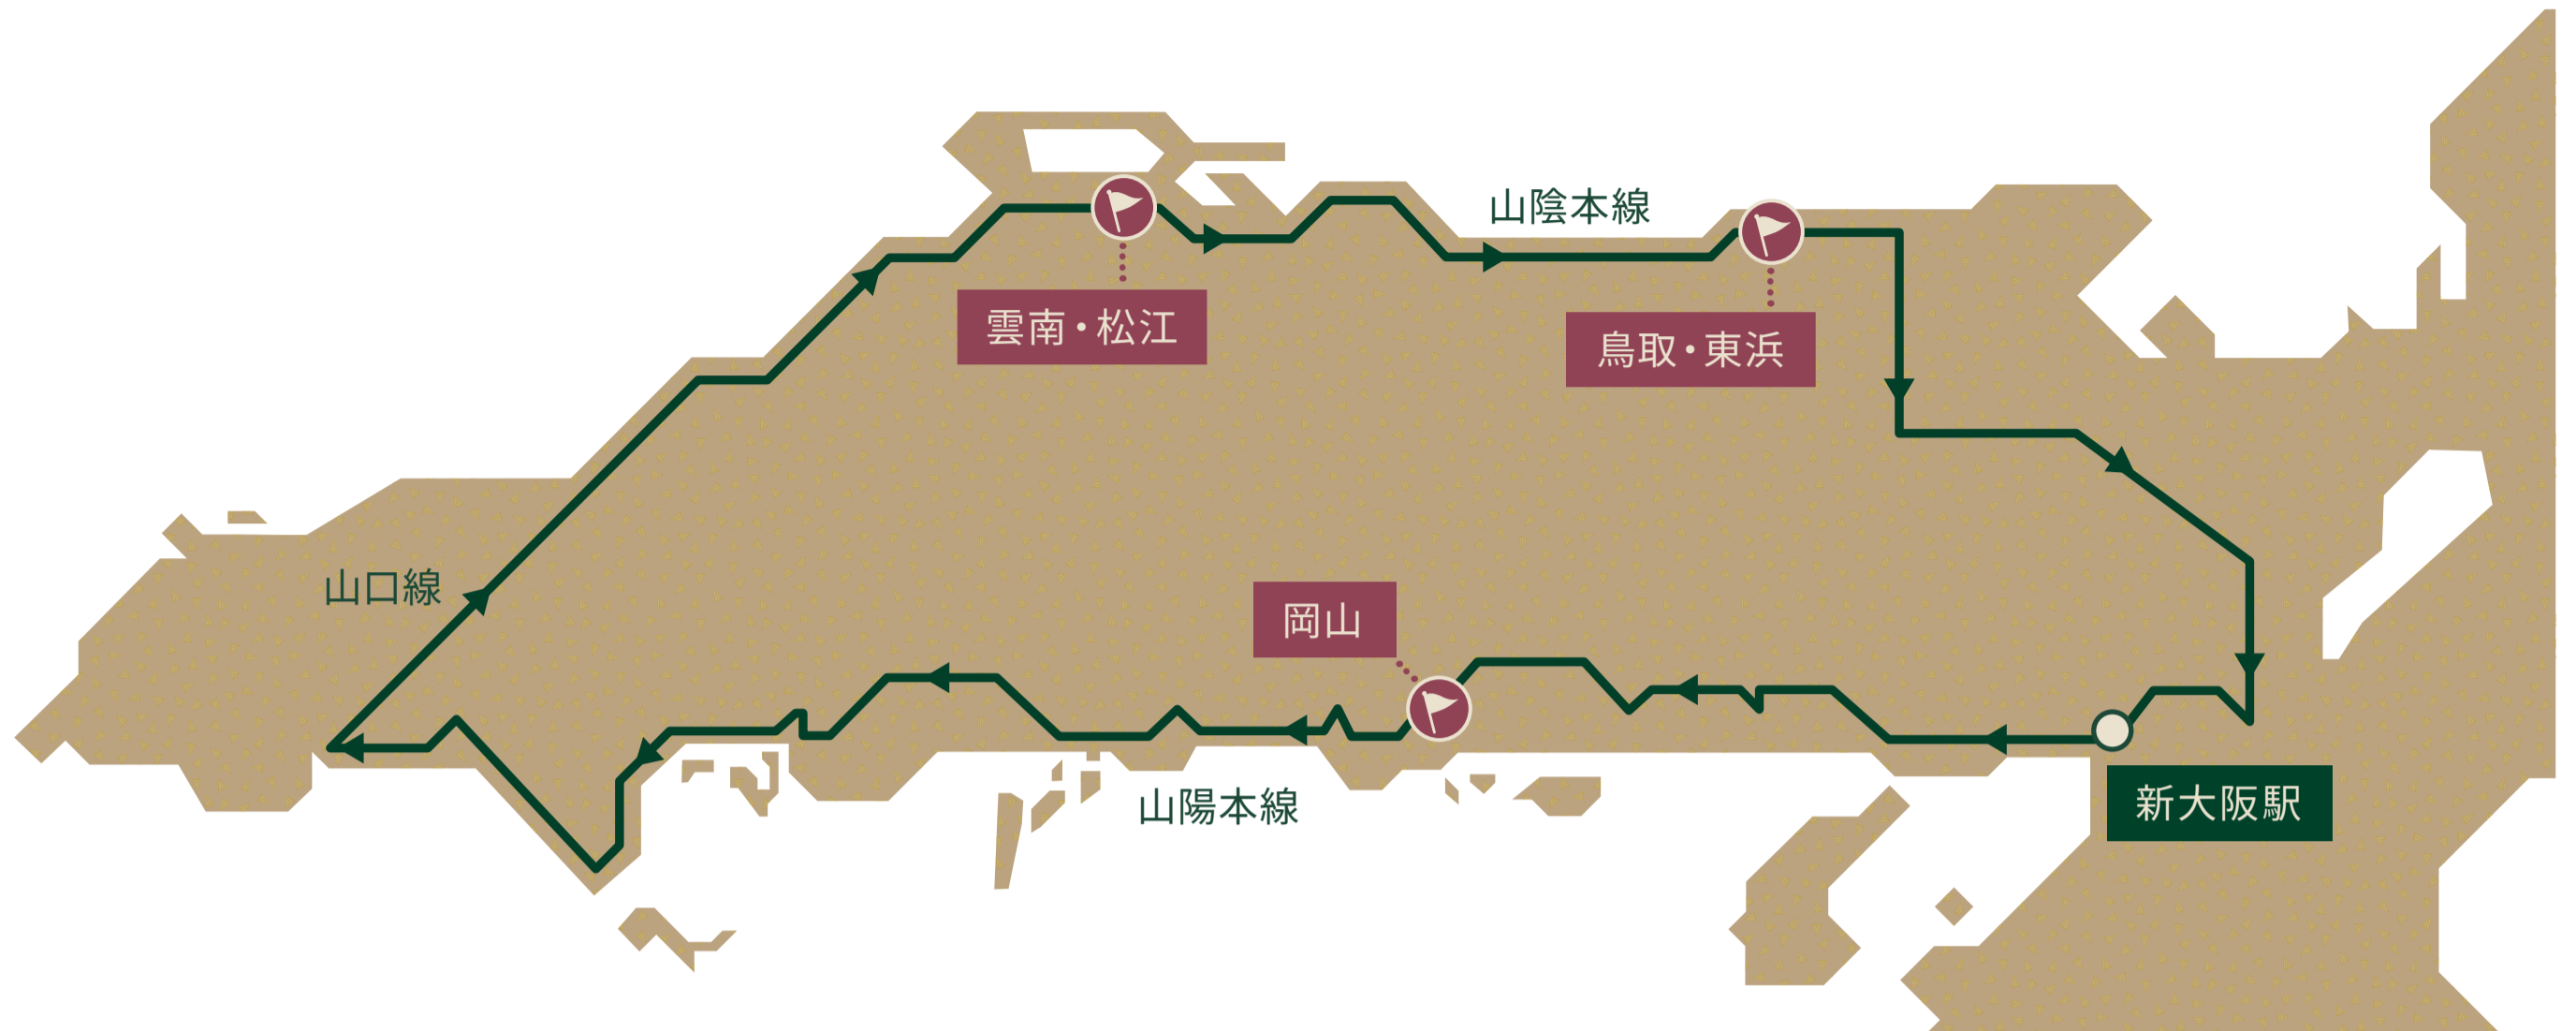 山陰本線
雲南・松江
鳥取・東浜
山口線
岡山
山陽本線
新大阪駅